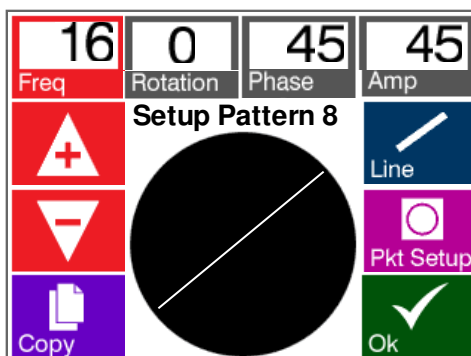 16 0 45 45
Freq Rotation Phase Amp
Setup Pattern 8
+
Line
−
Pkt Setup
Copy
Ok